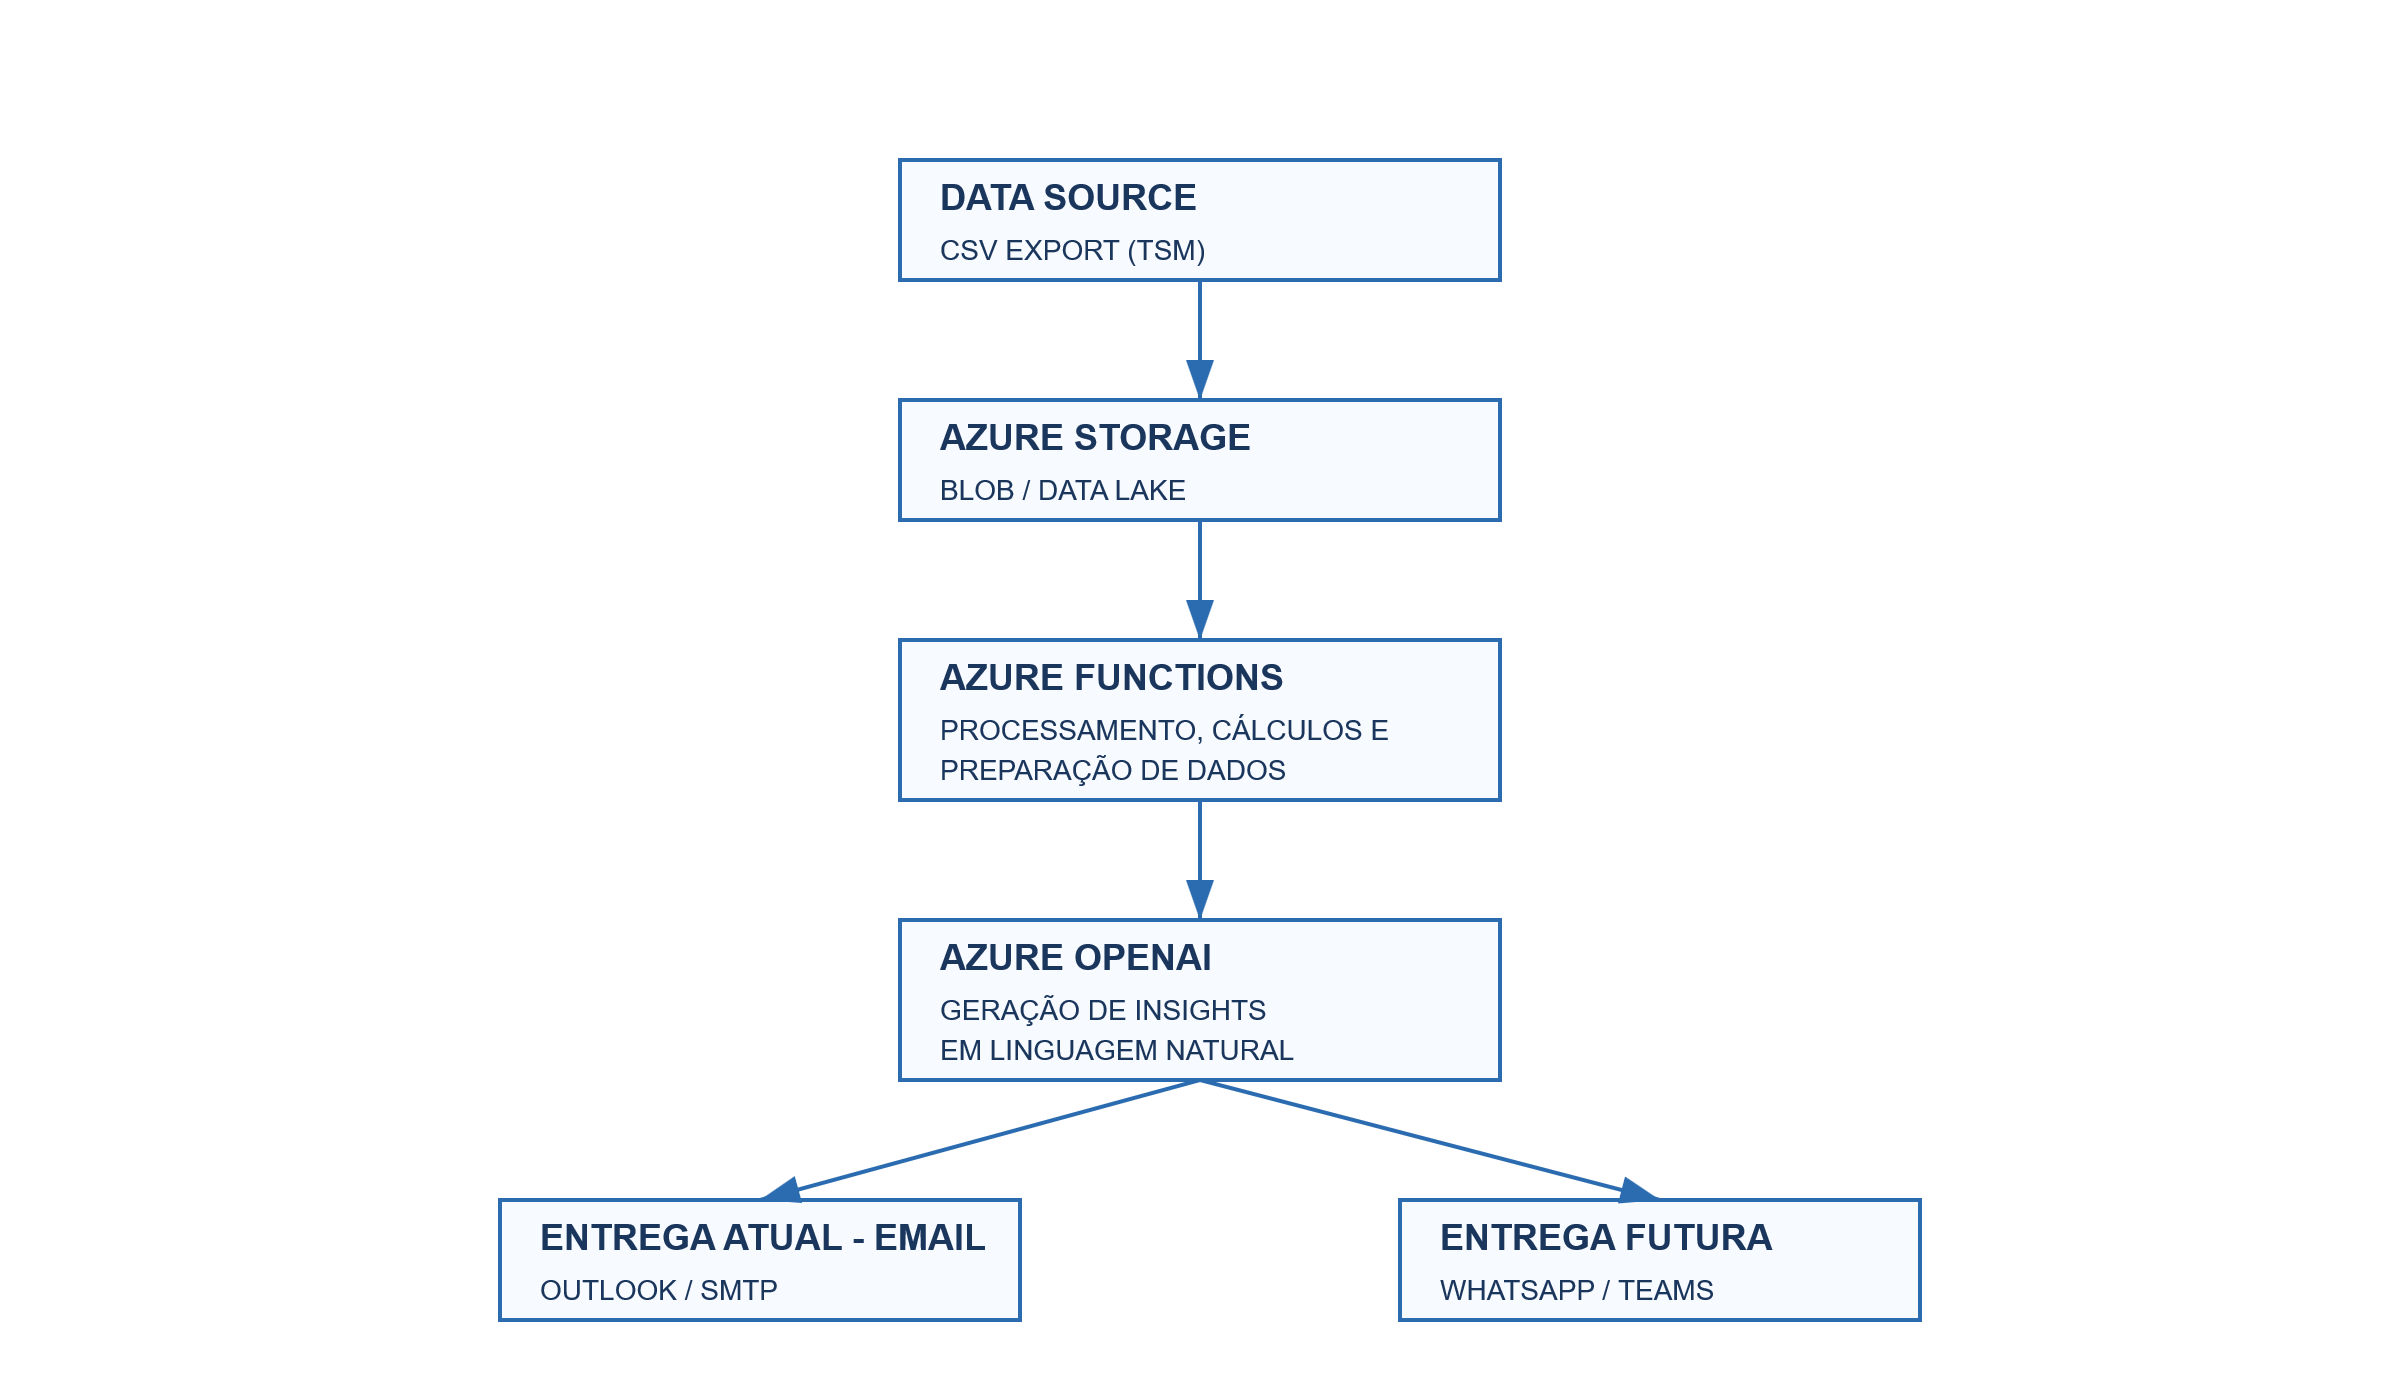 DATA SOURCE
CSV EXPORT (TSM)
AZURE STORAGE
BLOB / DATA LAKE
AZURE FUNCTIONS
PROCESSAMENTO, CÁLCULOS E
PREPARAÇÃO DE DADOS
AZURE OPENAI
GERAÇÃO DE INSIGHTS
EM LINGUAGEM NATURAL
ENTREGA ATUAL - EMAIL
OUTLOOK / SMTP
ENTREGA FUTURA
WHATSAPP / TEAMS